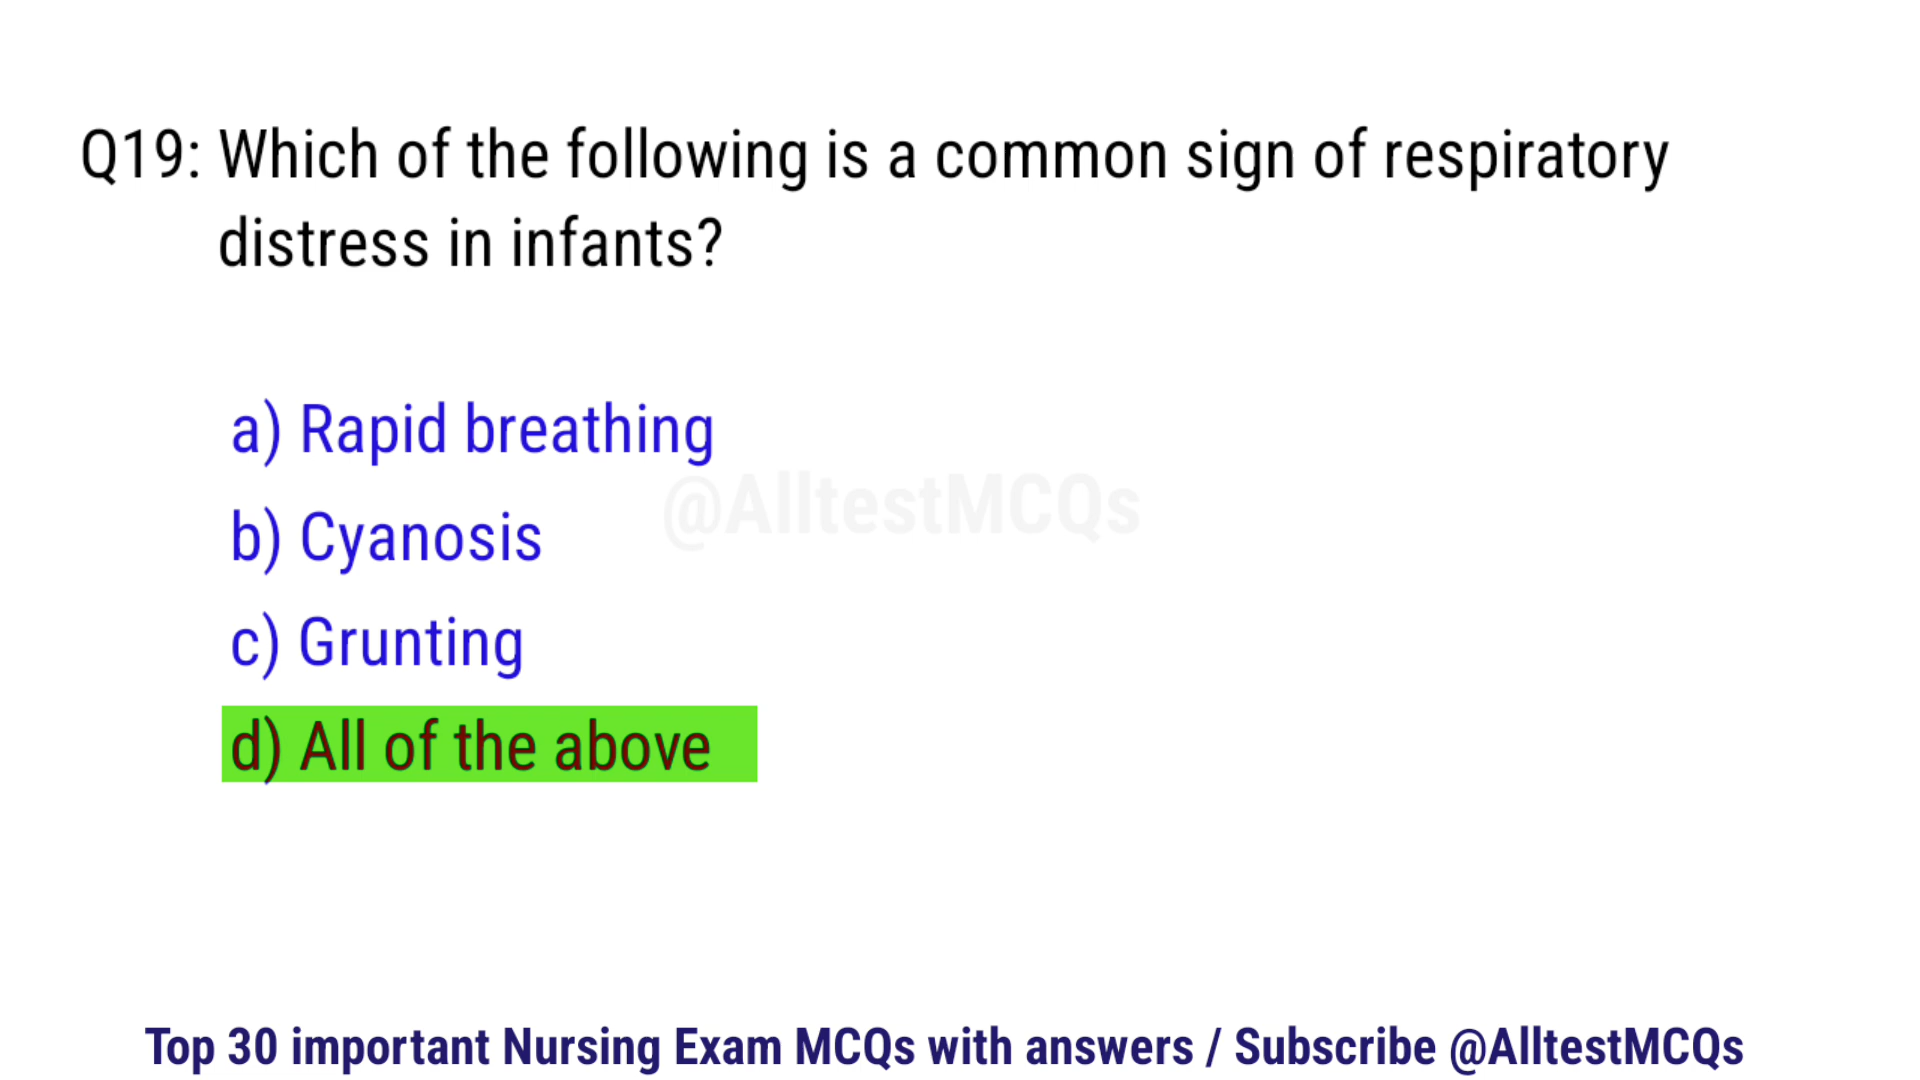 Q19: Which of the following is a common sign of respiratory
distress in infants?
a) Rapid breathing
@AlltestMCQs
b) Cyanosis
c) Grunting
d) All of the above
Top 30 important Nursing Exam MCQs with answers / Subscribe @AlltestMCQs